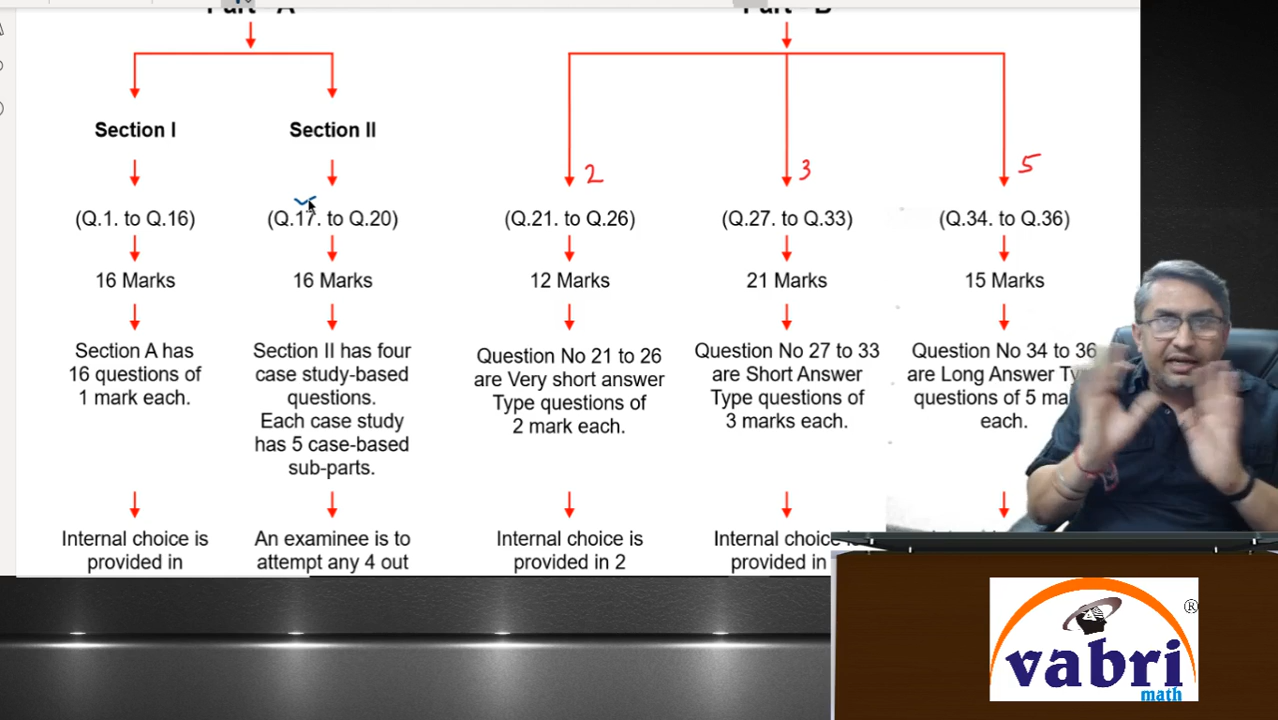 Part - A
Part - B
Section I
Section II
2
3
5
(Q.1. to Q.16)
(Q.17. to Q.20)
(Q.21. to Q.26)
(Q.27. to Q.33)
(Q.34. to Q.36)
16 Marks
16 Marks
12 Marks
21 Marks
15 Marks
Section A has
16 questions of
1 mark each.
Section II has four
case study-based
questions.
Each case study
has 5 case-based
sub-parts.
Question No 21 to 26
are Very short answer
Type questions of
2 mark each.
Question No 27 to 33
are Short Answer
Type questions of
3 marks each.
Question No 34 to 36
are Long Answer Ty
questions of 5 ma
each.
Internal choice is
provided in
An examinee is to
attempt any 4 out
Internal choice is
provided in 2
Internal choice
provided in
vabri
math
®